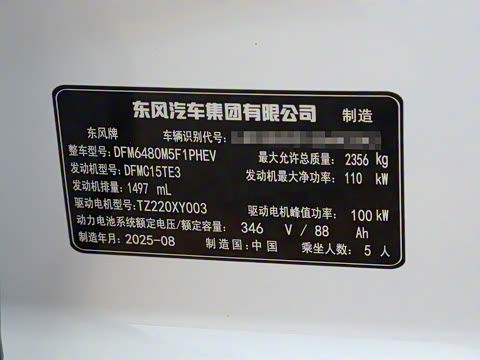 东风汽车集团有限公司 制造
东风牌 车辆识别代号:
整车型号:DFM6480M5F1PHEV 最大允许总质量: 2356 kg
发动机型号:DFMC15TE3 发动机最大净功率: 110 kW
发动机排量: 1497 mL
驱动电机型号:TZ220XY003 驱动电机峰值功率: 100 kW
动力电池系统额定电压/额定容量: 346 V / 88 Ah
制造年月: 2025-08 制造国:中国 乘坐人数: 5 人